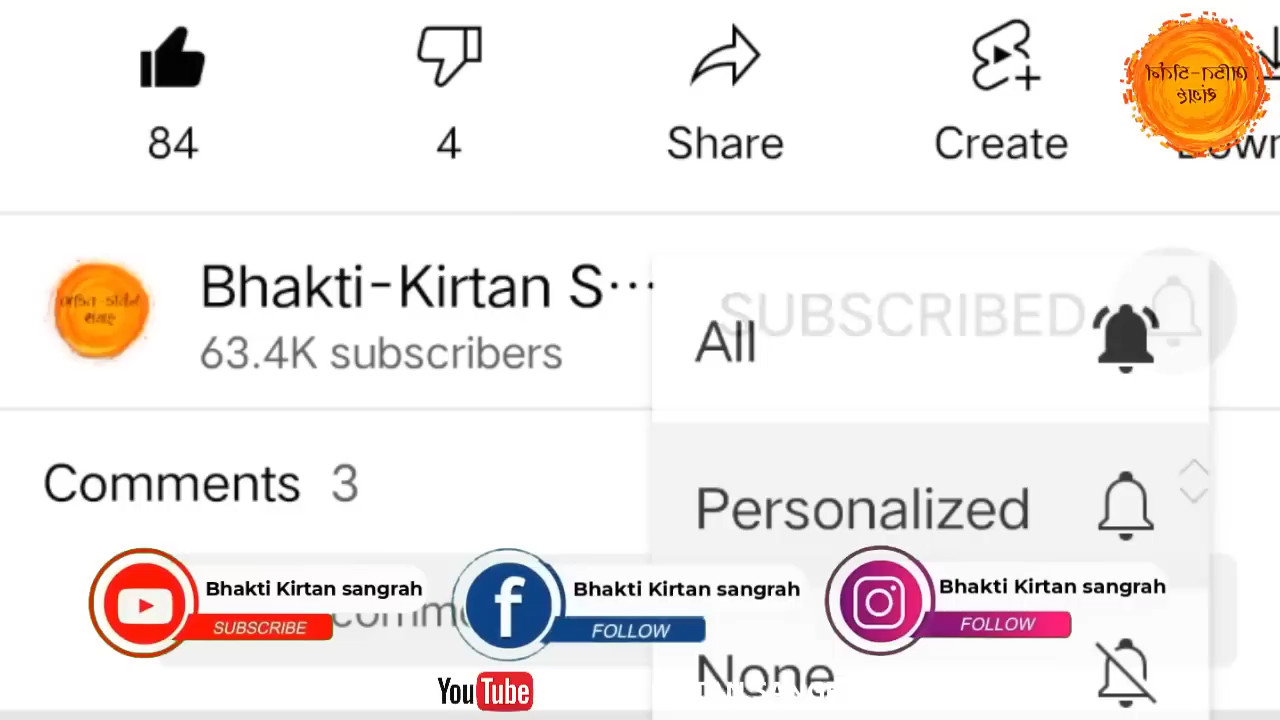 84
4
Share
Create
Bhakti-Kirtan S...
63.4K subscribers
SUBSCRIBED
All
Comments 3
Personalized
Bhakti Kirtan sangrah
SUBSCRIBE
Bhakti Kirtan sangrah
FOLLOW
Bhakti Kirtan sangrah
FOLLOW
None
YouTube